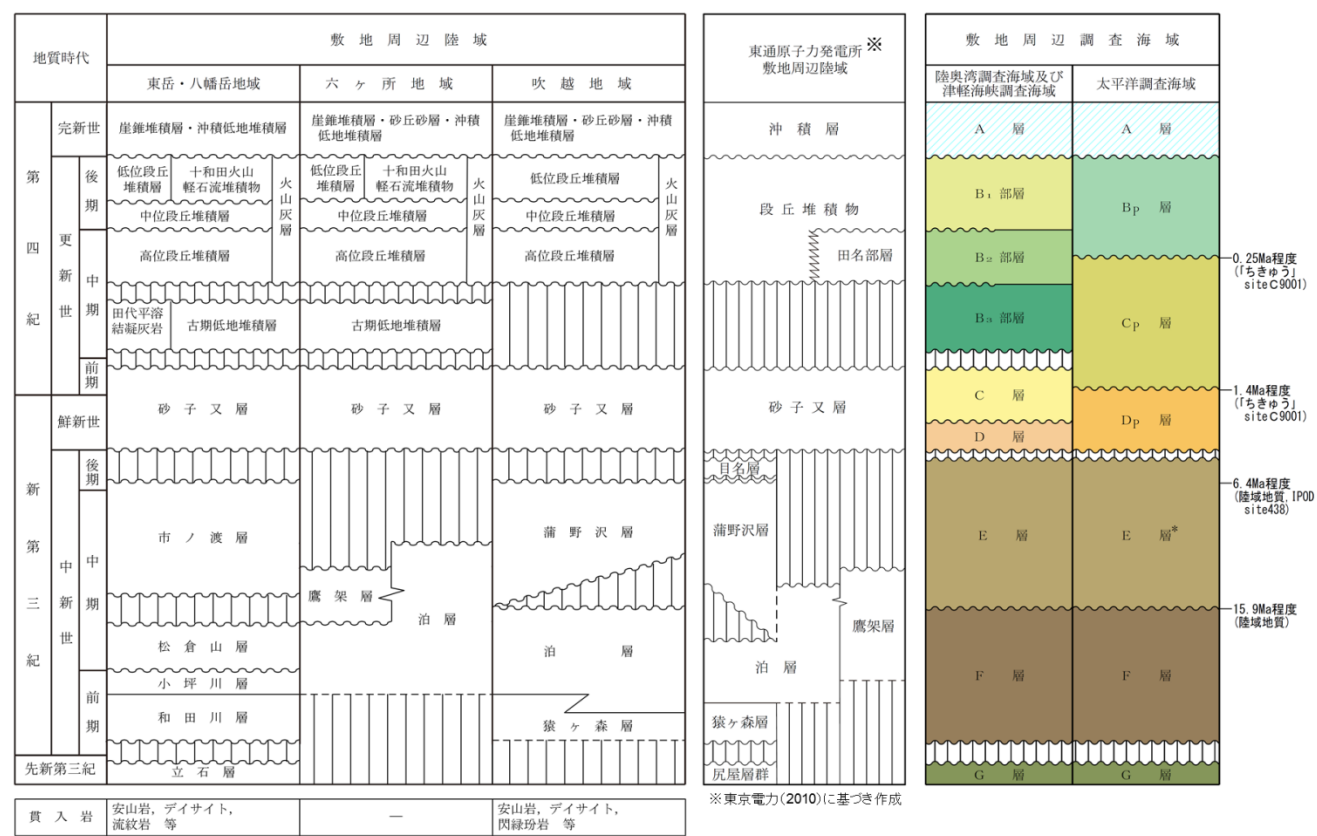 地質時代
敷地周辺陸域
東岳・八幡岳地域
六ヶ所地域
吹越地域
東通原子力発電所※
敷地周辺陸域
敷地周辺調査海域
陸奥湾調査海域及び
津軽海峡調査海域
太平洋調査海域
第四紀
完新世
崖錐堆積層・沖積低地堆積層
崖錐堆積層・砂丘砂層・沖積
低地堆積層
崖錐堆積層・砂丘砂層・沖積
低地堆積層
沖積層
A層
A層
更新世
後期
低位段丘
堆積層
十和田火山
軽石流堆積物
火山灰層
低位段丘
堆積層
十和田火山
軽石流堆積物
火山灰層
低位段丘堆積層
火山灰層
段丘堆積物
B₁部層
Bp層
中位段丘堆積層
中位段丘堆積層
中位段丘堆積層
中期
高位段丘堆積層
高位段丘堆積層
高位段丘堆積層
田名部層
B₂部層
0.25Ma程度
(「ちきゅう」
siteC9001)
田代平溶
結凝灰岩
古期低地堆積層
古期低地堆積層
B₃部層
Cp層
前期
新第三紀
鮮新世
砂子又層
砂子又層
砂子又層
砂子又層
C層
D層
Dp層
1.4Ma程度
(「ちきゅう」
siteC9001)
中新世
後期
目名層
6.4Ma程度
(陸域地質,IPOD
site438)
中期
市ノ渡層
蒲野沢層
蒲野沢層
E層
E層*
鷹架層
泊層
15.9Ma程度
(陸域地質)
松倉山層
泊層
泊層
鷹架層
F層
F層
小坪川層
前期
和田川層
猿ヶ森層
猿ヶ森層
先新第三紀
立石層
尻屋層群
G層
G層
※東京電力(2010)に基づき作成
貫入岩
安山岩,デイサイト,
流紋岩 等
―
安山岩,デイサイト,
閃緑玢岩 等